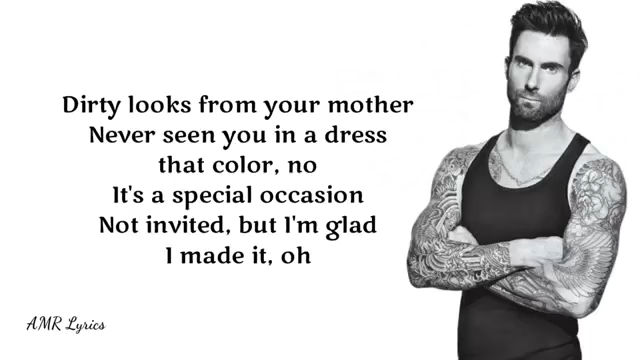 Dirty looks from your mother
Never seen you in a dress
that color, no
It's a special occasion
Not invited, but I'm glad
I made it, oh
AMR Lyrics